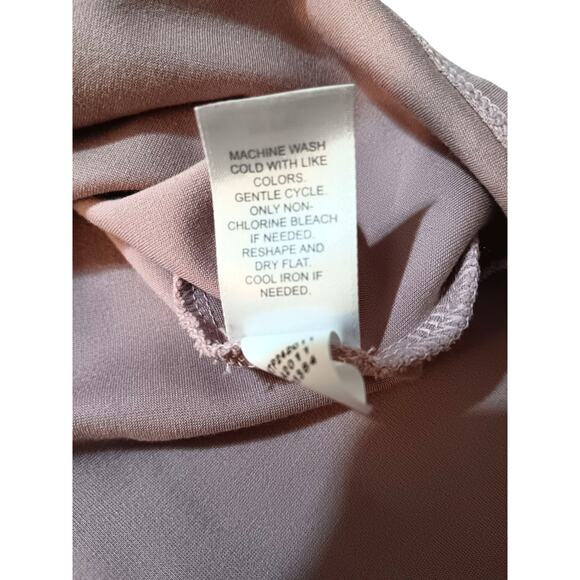 MACHINE WASH
COLD WITH LIKE
COLORS.
GENTLE CYCLE.
ONLY NON-
CHLORINE BLEACH
IF NEEDED.
RESHAPE AND
DRY FLAT.
COOL IRON IF
NEEDED.